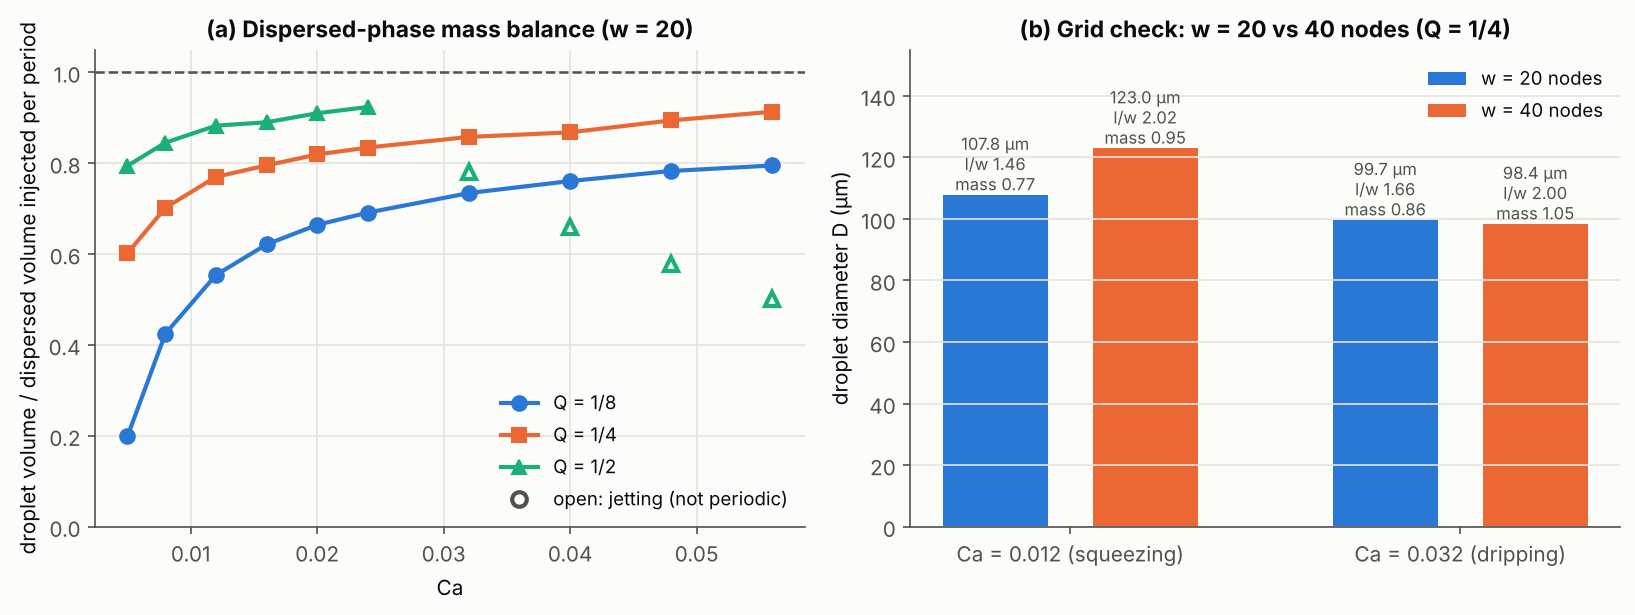 (a) Dispersed-phase mass balance (w = 20)
droplet volume / dispersed volume injected per period
1.0
0.8
0.6
0.4
0.2
0.0
0.01
0.02
0.03
0.04
0.05
Ca
Q = 1/8
Q = 1/4
Q = 1/2
open: jetting (not periodic)
(b) Grid check: w = 20 vs 40 nodes (Q = 1/4)
droplet diameter D (µm)
140
120
100
80
60
40
20
0
w = 20 nodes
w = 40 nodes
107.8 µm
l/w 1.46
mass 0.77
123.0 µm
l/w 2.02
mass 0.95
99.7 µm
l/w 1.66
mass 0.86
98.4 µm
l/w 2.00
mass 1.05
Ca = 0.012 (squeezing)
Ca = 0.032 (dripping)